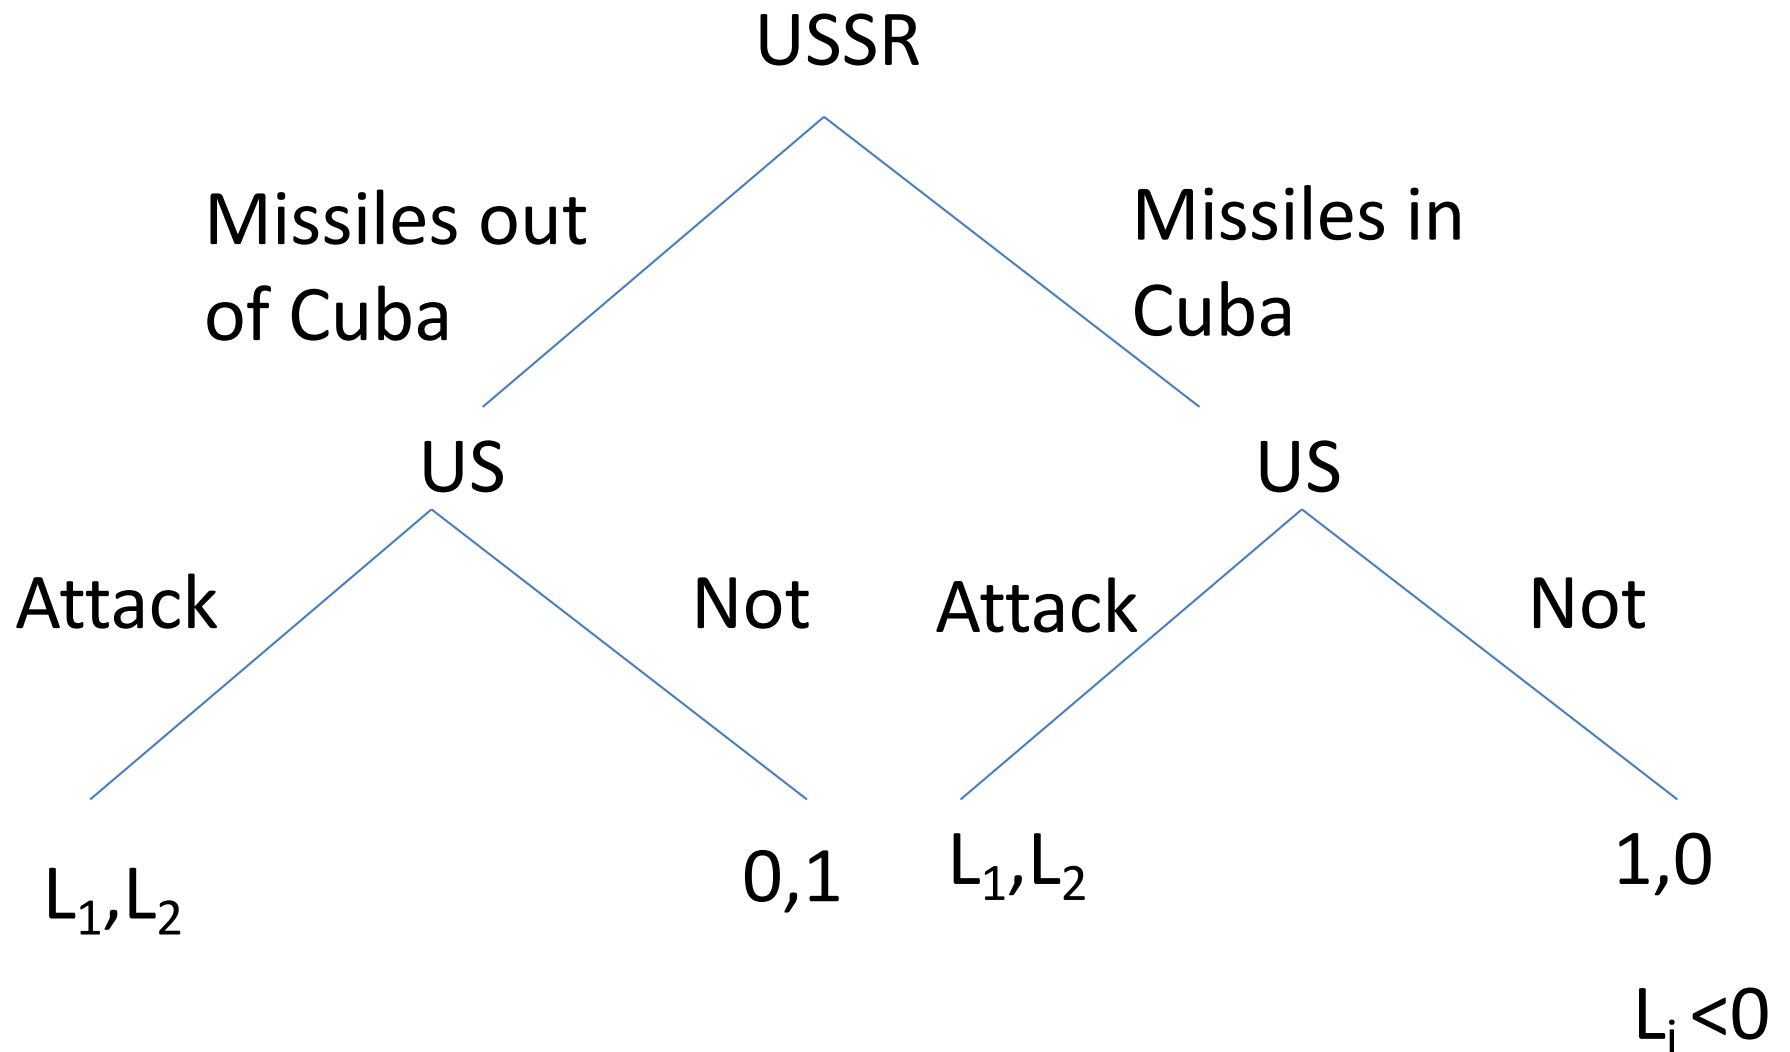 USSR
Missiles out
of Cuba
Missiles in
Cuba
US
US
Attack
Not
Attack
Not
L₁,L₂
0,1
L₁,L₂
1,0
Lᵢ <0